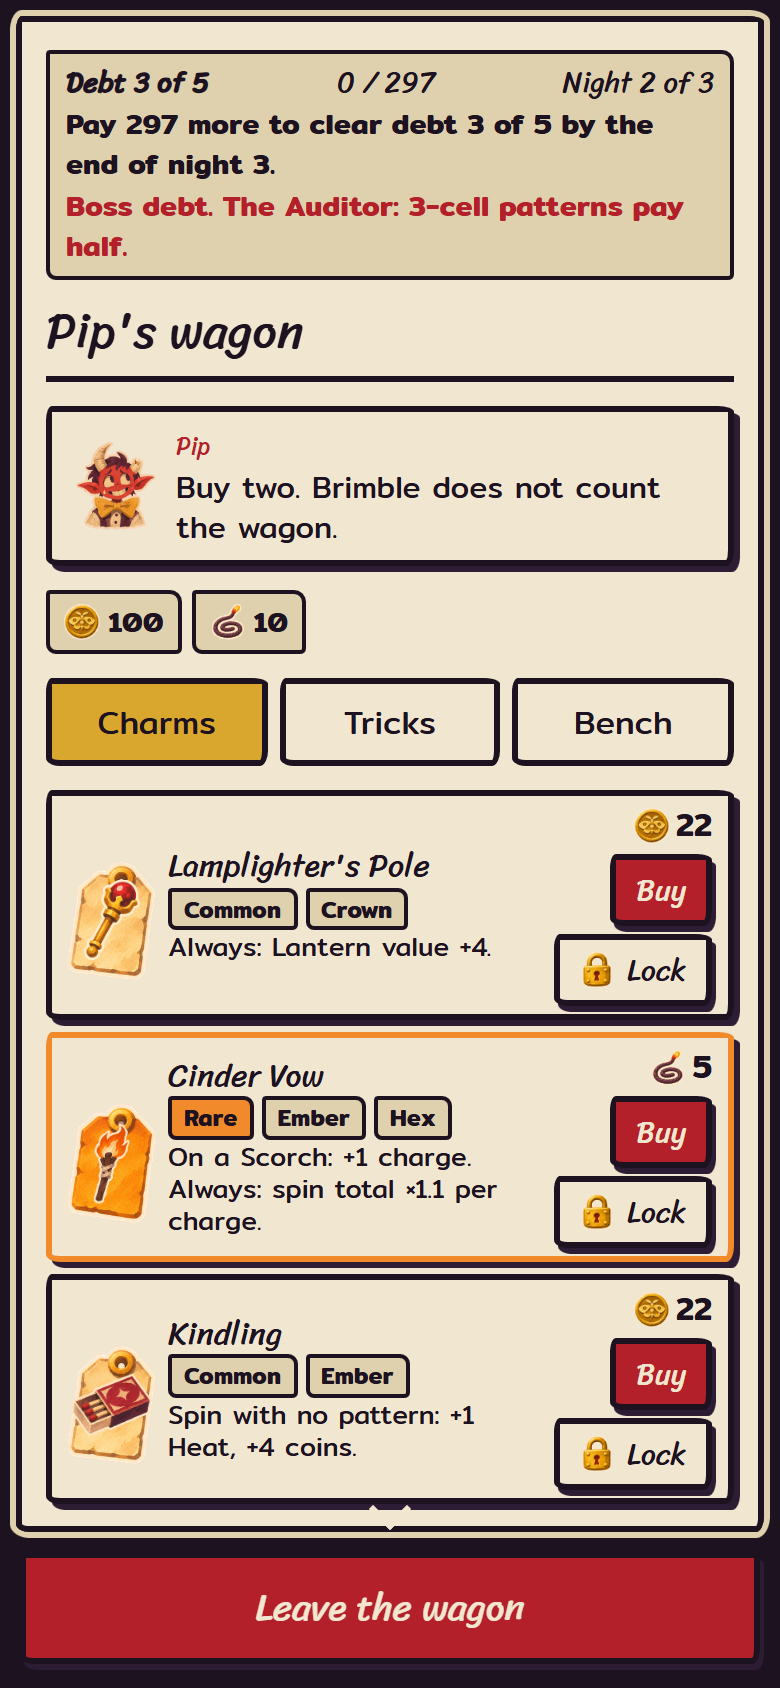 Debt 3 of 5 0 / 297 Night 2 of 3
Pay 297 more to clear debt 3 of 5 by the
end of night 3.
Boss debt. The Auditor: 3-cell patterns pay
half.
Pip's wagon
Pip
Buy two. Brimble does not count
the wagon.
100 10
Charms Tricks Bench
22
Lamplighter's Pole
Buy
Common Crown
Always: Lantern value +4.
Lock
5
Cinder Vow
Rare Ember Hex
Buy
On a Scorch: +1 charge.
Always: spin total ×1.1 per
charge.
Lock
22
Kindling
Buy
Common Ember
Spin with no pattern: +1
Heat, +4 coins.
Lock
Leave the wagon